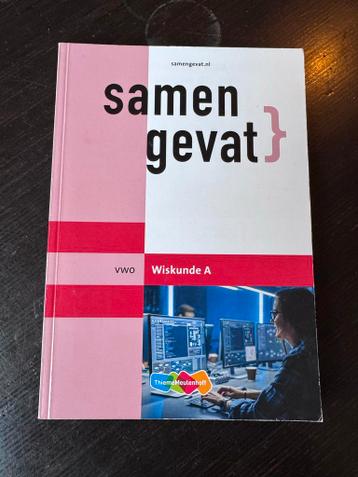 samengevat.nl
samen
gevat}
vwo Wiskunde A
ThiemeMeulenhoff